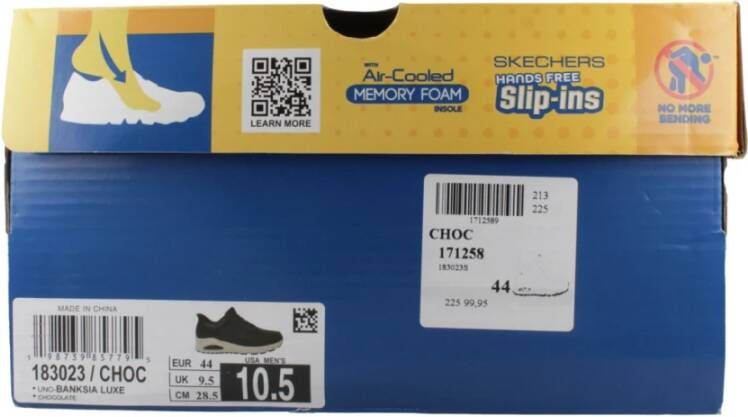 WITH
Air-Cooled
MEMORY FOAM
INSOLE
SKECHERS
HANDS FREE
Slip-ins
TM
NO MORE
BENDING
LEARN MORE
213
225
1712589
CHOC
171258
183023S
44
225 99,95
MADE IN CHINA
183023 / CHOC
• UNO-BANKSIA LUXE
• CHOCOLATE
EUR 44
UK 9.5
CM 28.5
USA MEN'S
10.5